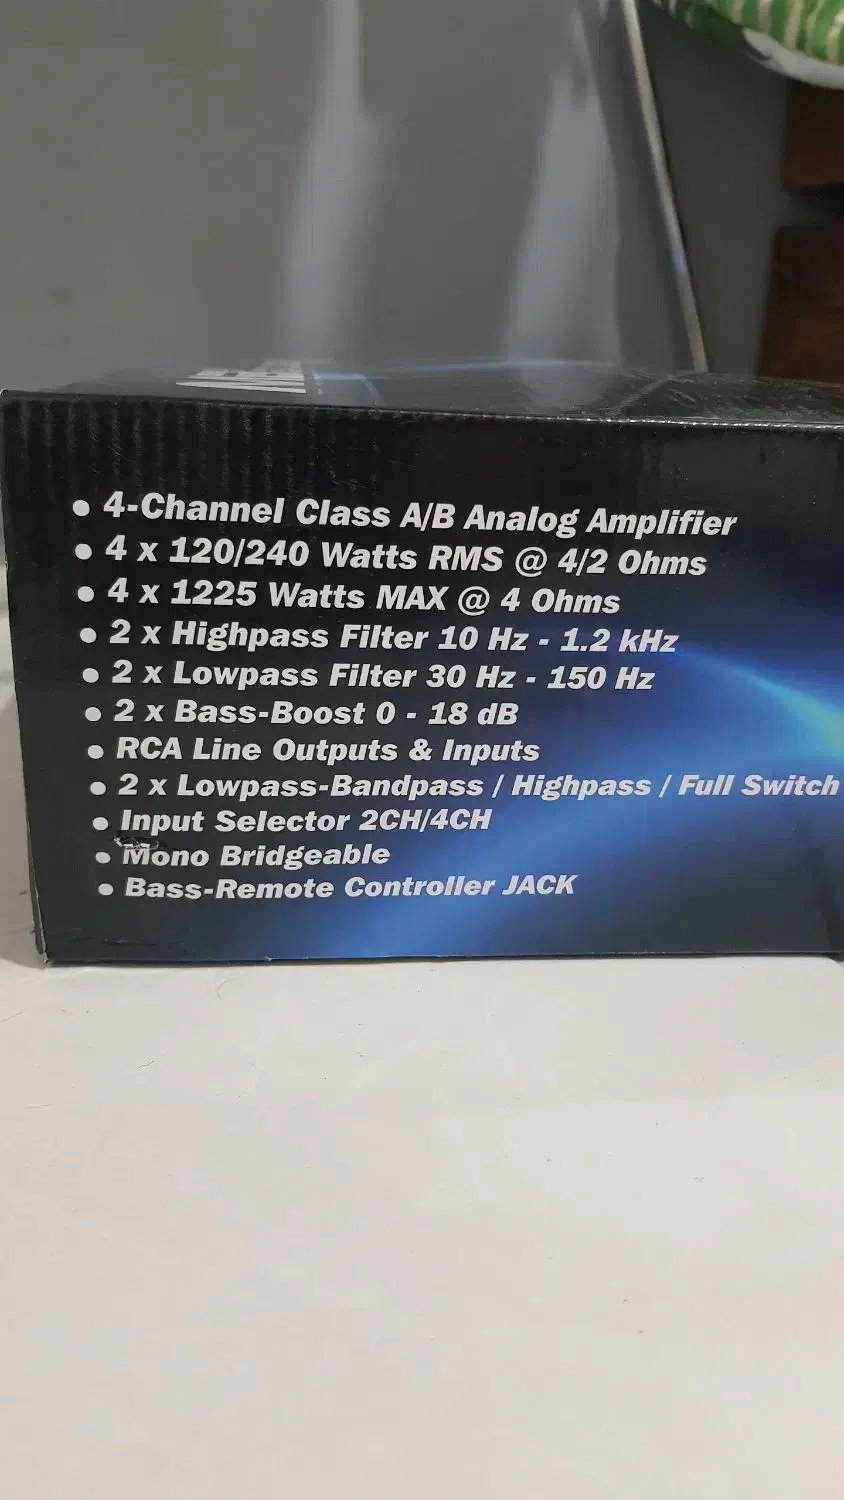 • 4-Channel Class A/B Analog Amplifier
• 4 x 120/240 Watts RMS @ 4/2 Ohms
• 4 x 1225 Watts MAX @ 4 Ohms
• 2 x Highpass Filter 10 Hz - 1.2 kHz
• 2 x Lowpass Filter 30 Hz - 150 Hz
• 2 x Bass-Boost 0 - 18 dB
• RCA Line Outputs & Inputs
• 2 x Lowpass-Bandpass / Highpass / Full Switch
• Input Selector 2CH/4CH
• Mono Bridgeable
• Bass-Remote Controller JACK